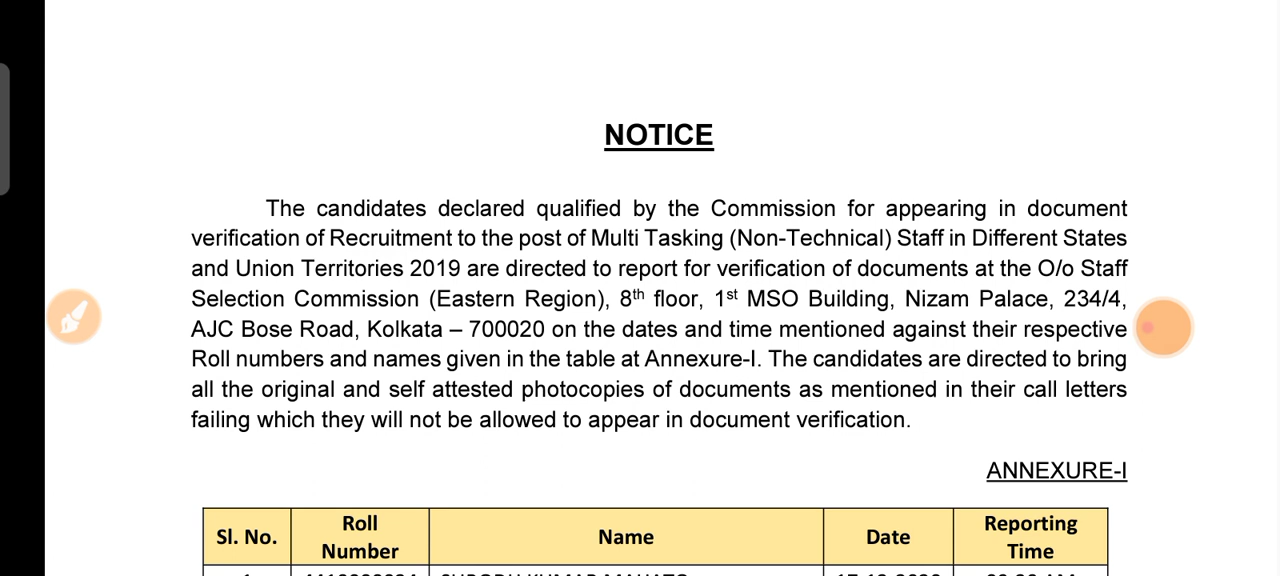 NOTICE
The candidates declared qualified by the Commission for appearing in document
verification of Recruitment to the post of Multi Tasking (Non-Technical) Staff in Different States
and Union Territories 2019 are directed to report for verification of documents at the O/o Staff
Selection Commission (Eastern Region), 8th floor, 1st MSO Building, Nizam Palace, 234/4,
AJC Bose Road, Kolkata – 700020 on the dates and time mentioned against their respective
Roll numbers and names given in the table at Annexure-I. The candidates are directed to bring
all the original and self attested photocopies of documents as mentioned in their call letters
failing which they will not be allowed to appear in document verification.
ANNEXURE-I
Sl. No. Roll Number Name Date Reporting Time